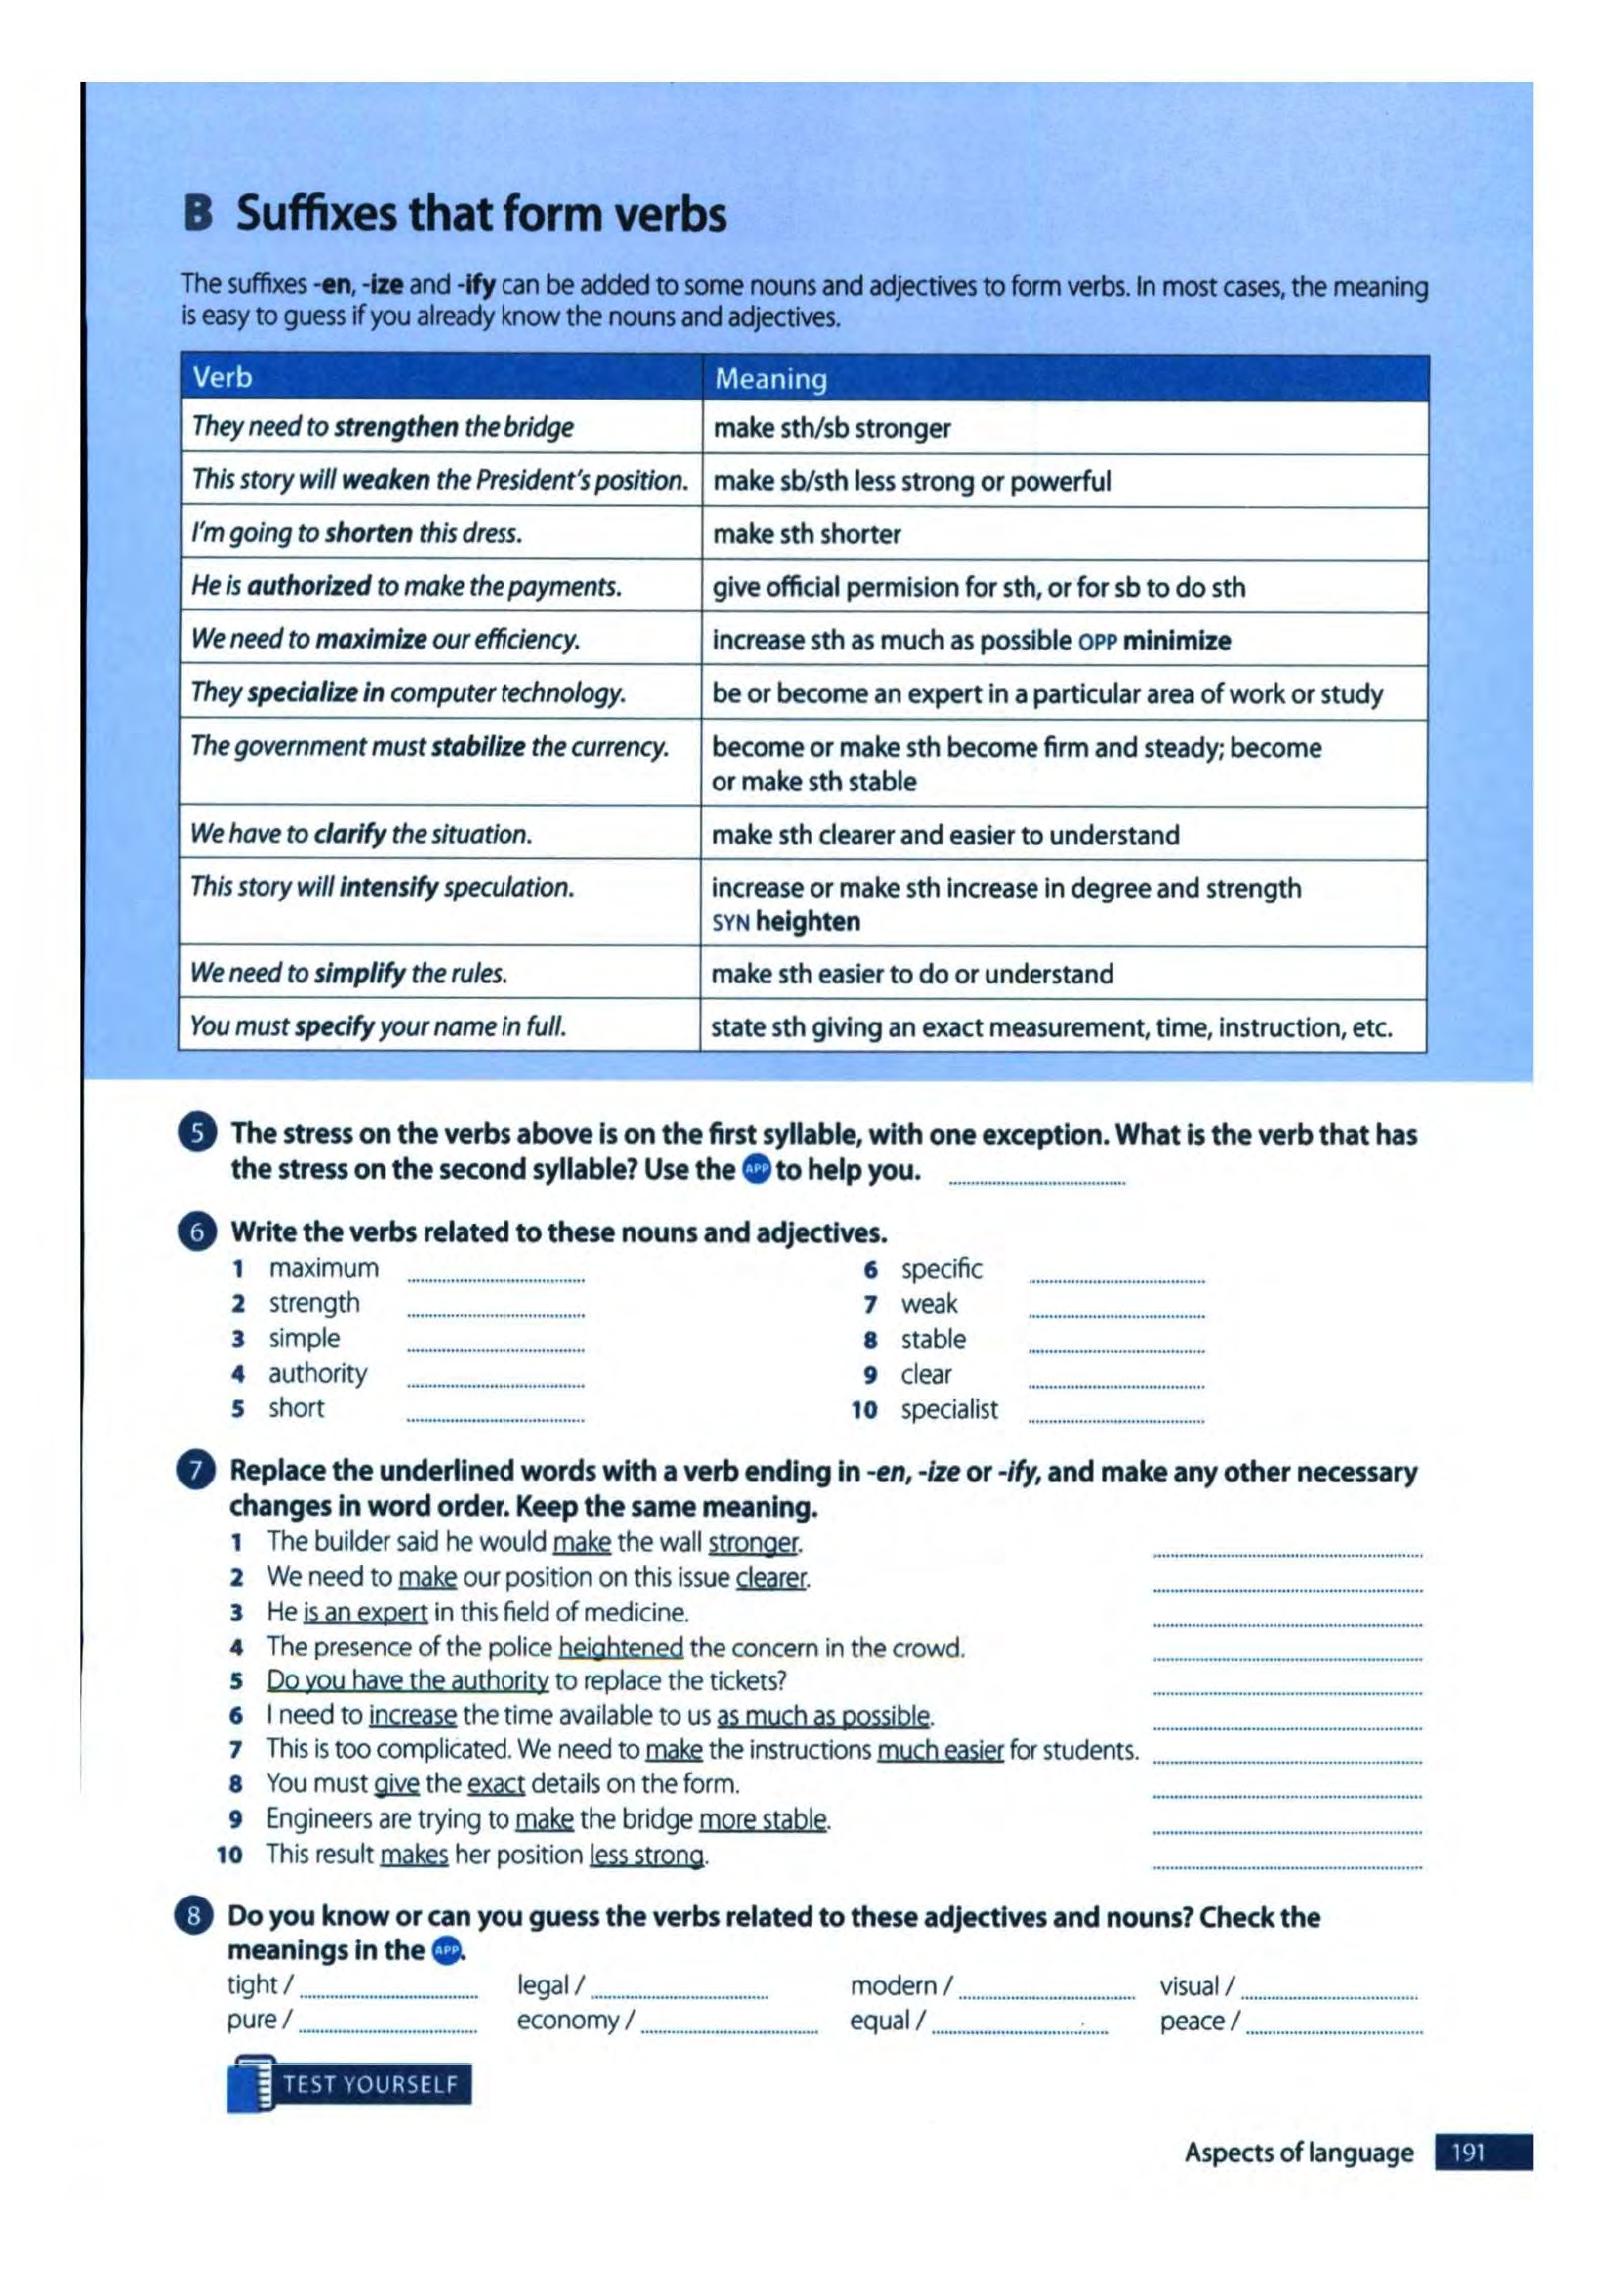 B Suffixes that form verbs
The suffixes -en, -ize and -ify can be added to some nouns and adjectives to form verbs. In most cases, the meaning
is easy to guess if you already know the nouns and adjectives.
Verb Meaning
They need to strengthen the bridge make sth/sb stronger
This story will weaken the President's position. make sb/sth less strong or powerful
I'm going to shorten this dress. make sth shorter
He is authorized to make the payments. give official permision for sth, or for sb to do sth
We need to maximize our efficiency. increase sth as much as possible OPP minimize
They specialize in computer technology. be or become an expert in a particular area of work or study
The government must stabilize the currency. become or make sth become firm and steady; become
or make sth stable
We have to clarify the situation. make sth clearer and easier to understand
This story will intensify speculation. increase or make sth increase in degree and strength
SYN heighten
We need to simplify the rules. make sth easier to do or understand
You must specify your name in full. state sth giving an exact measurement, time, instruction, etc.
5 The stress on the verbs above is on the first syllable, with one exception. What is the verb that has
the stress on the second syllable? Use the APP to help you.
6 Write the verbs related to these nouns and adjectives.
1 maximum 6 specific
2 strength 7 weak
3 simple 8 stable
4 authority 9 clear
5 short 10 specialist
7 Replace the underlined words with a verb ending in -en, -ize or -ify, and make any other necessary
changes in word order. Keep the same meaning.
1 The builder said he would make the wall stronger.
2 We need to make our position on this issue clearer.
3 He is an expert in this field of medicine.
4 The presence of the police heightened the concern in the crowd.
5 Do you have the authority to replace the tickets?
6 I need to increase the time available to us as much as possible.
7 This is too complicated. We need to make the instructions much easier for students.
8 You must give the exact details on the form.
9 Engineers are trying to make the bridge more stable.
10 This result makes her position less strong.
8 Do you know or can you guess the verbs related to these adjectives and nouns? Check the
meanings in the APP.
tight / legal / modern / visual /
pure / economy / equal / peace /
TEST YOURSELF
Aspects of language 191